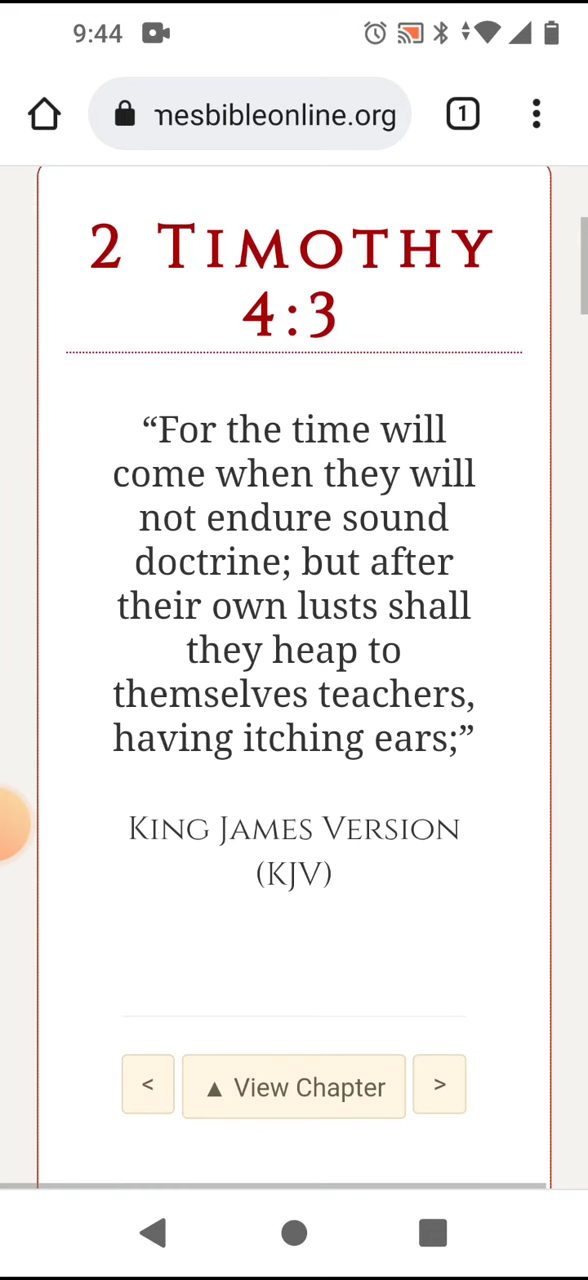 9:44
nesbibleonline.org
1
2 Timothy
4:3
“For the time will
come when they will
not endure sound
doctrine; but after
their own lusts shall
they heap to
themselves teachers,
having itching ears;”
King James Version
(KJV)
< ▲ View Chapter >